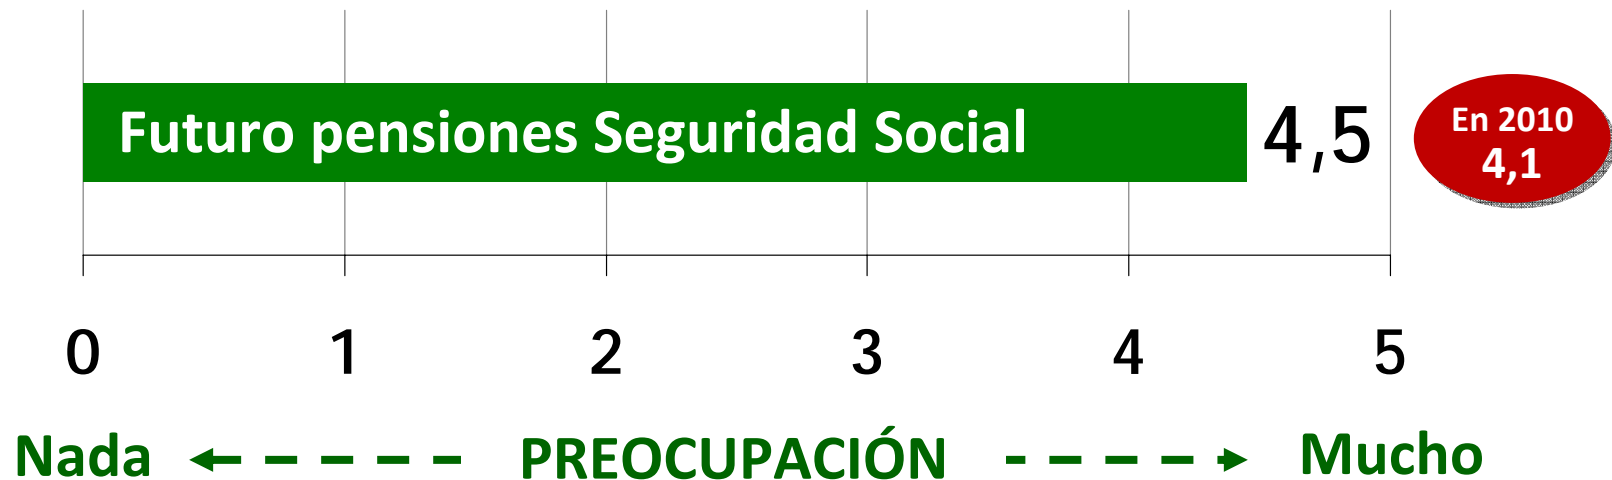 Futuro pensiones Seguridad Social
4,5
En 2010
4,1
0 1 2 3 4 5
Nada PREOCUPACIÓN Mucho